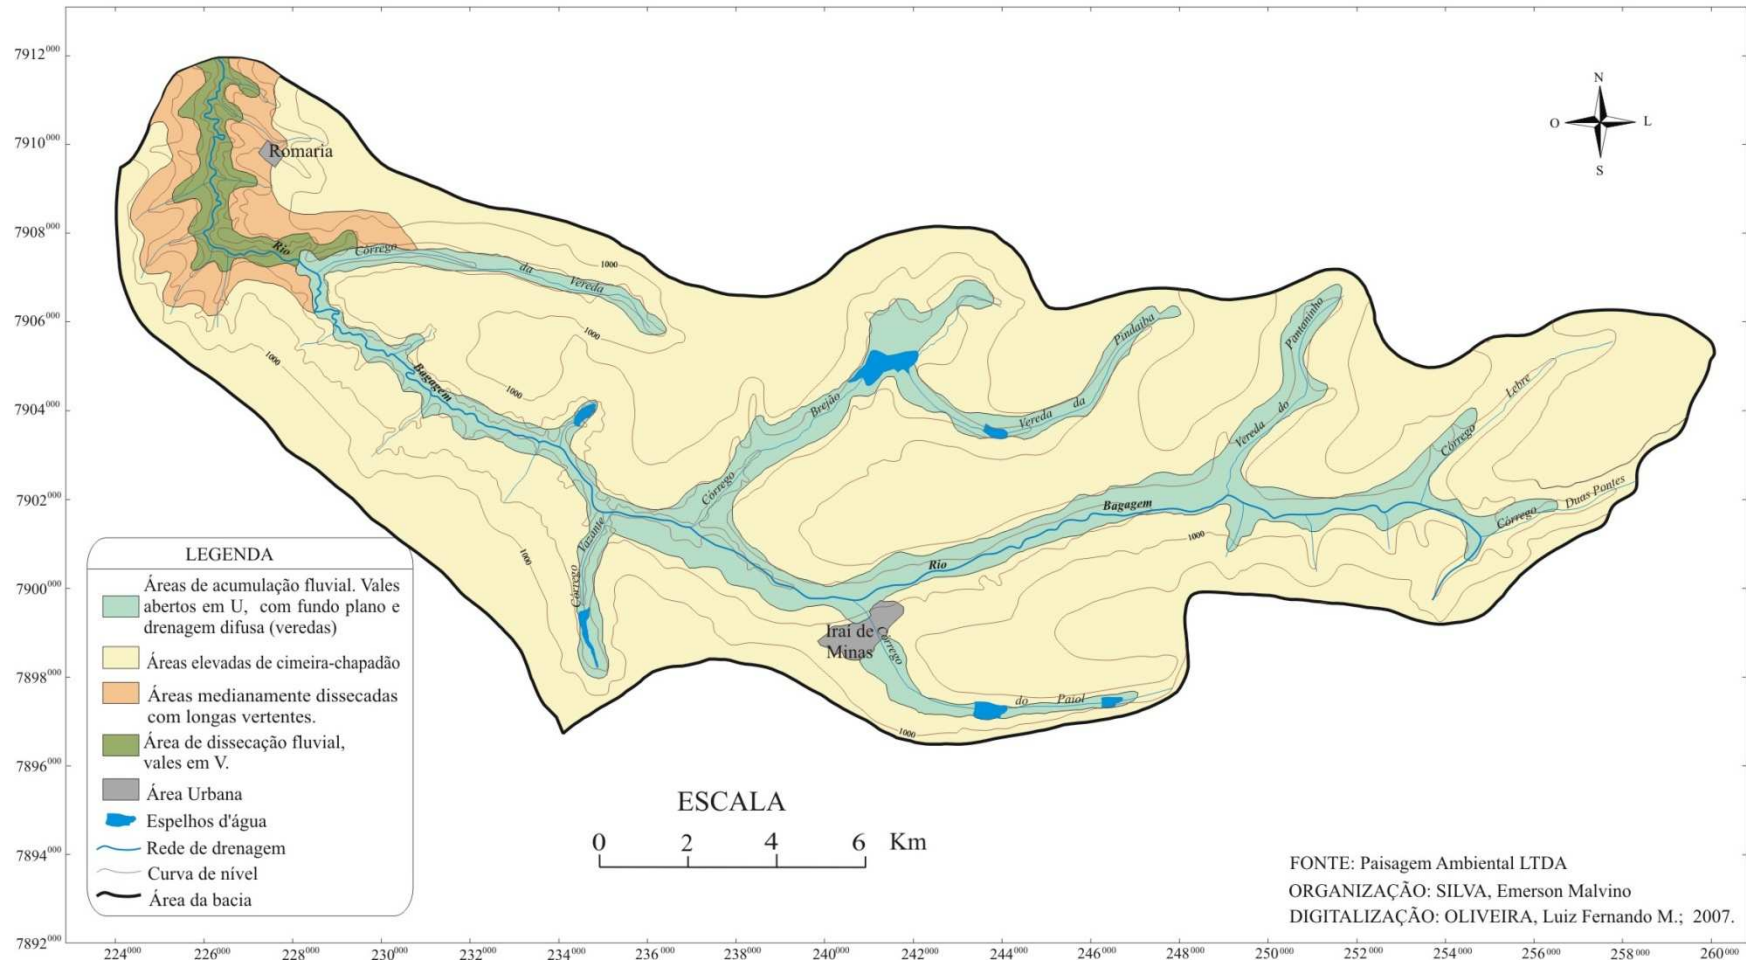 7912000
7910000
7908000
7906000
7904000
7902000
7900000
7898000
7896000
7894000
7892000
N
O
L
S
Romaria
Rio
Córrego
da
Vereda
1000
1000
1000
1000
Bagagem
Brejão
Córrego
Vereda
da
Pindaiba
Pantaninho
do
Vereda
Lebre
Córrego
Duas Pontes
Córrego
Bagagem
Rio
1000
1000
Vazante
Córrego
Iraí de
Minas
Córrego
do
Paiol
1000
LEGENDA
Áreas de acumulação fluvial. Vales
abertos em U, com fundo plano e
drenagem difusa (veredas)
Áreas elevadas de cimeira-chapadão
Áreas medianamente dissecadas
com longas vertentes.
Área de dissecação fluvial,
vales em V.
Área Urbana
Espelhos d'água
Rede de drenagem
Curva de nível
Área da bacia
ESCALA
0 2 4 6 Km
FONTE: Paisagem Ambiental LTDA
ORGANIZAÇÃO: SILVA, Emerson Malvino
DIGITALIZAÇÃO: OLIVEIRA, Luiz Fernando M.; 2007.
224000 226000 228000 230000 232000 234000 236000 238000 240000 242000 244000 246000 248000 250000 252000 254000 256000 258000 260000